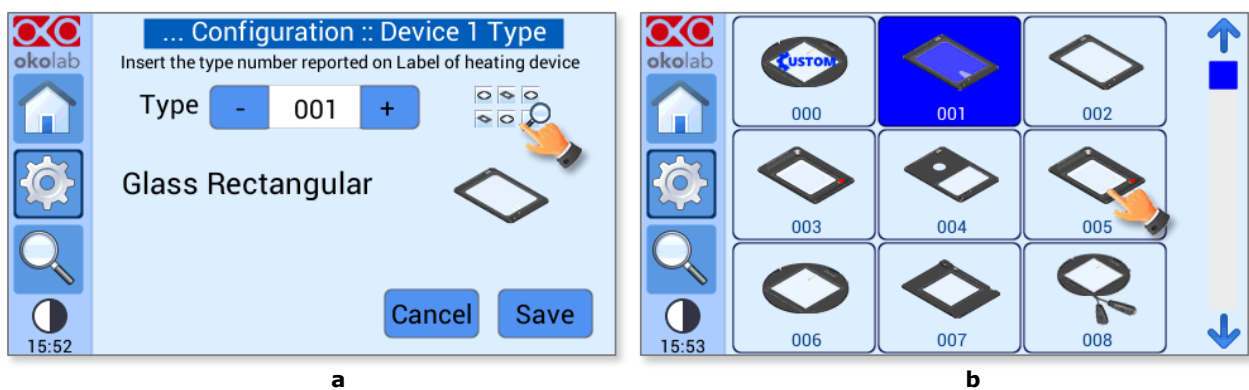 ... Configuration :: Device 1 Type
okolab
Insert the type number reported on Label of heating device
Type - 001 +
Glass Rectangular
Cancel Save
15:52
a
okolab
CUSTOM
000 001 002
003 004 005
006 007 008
15:53
b